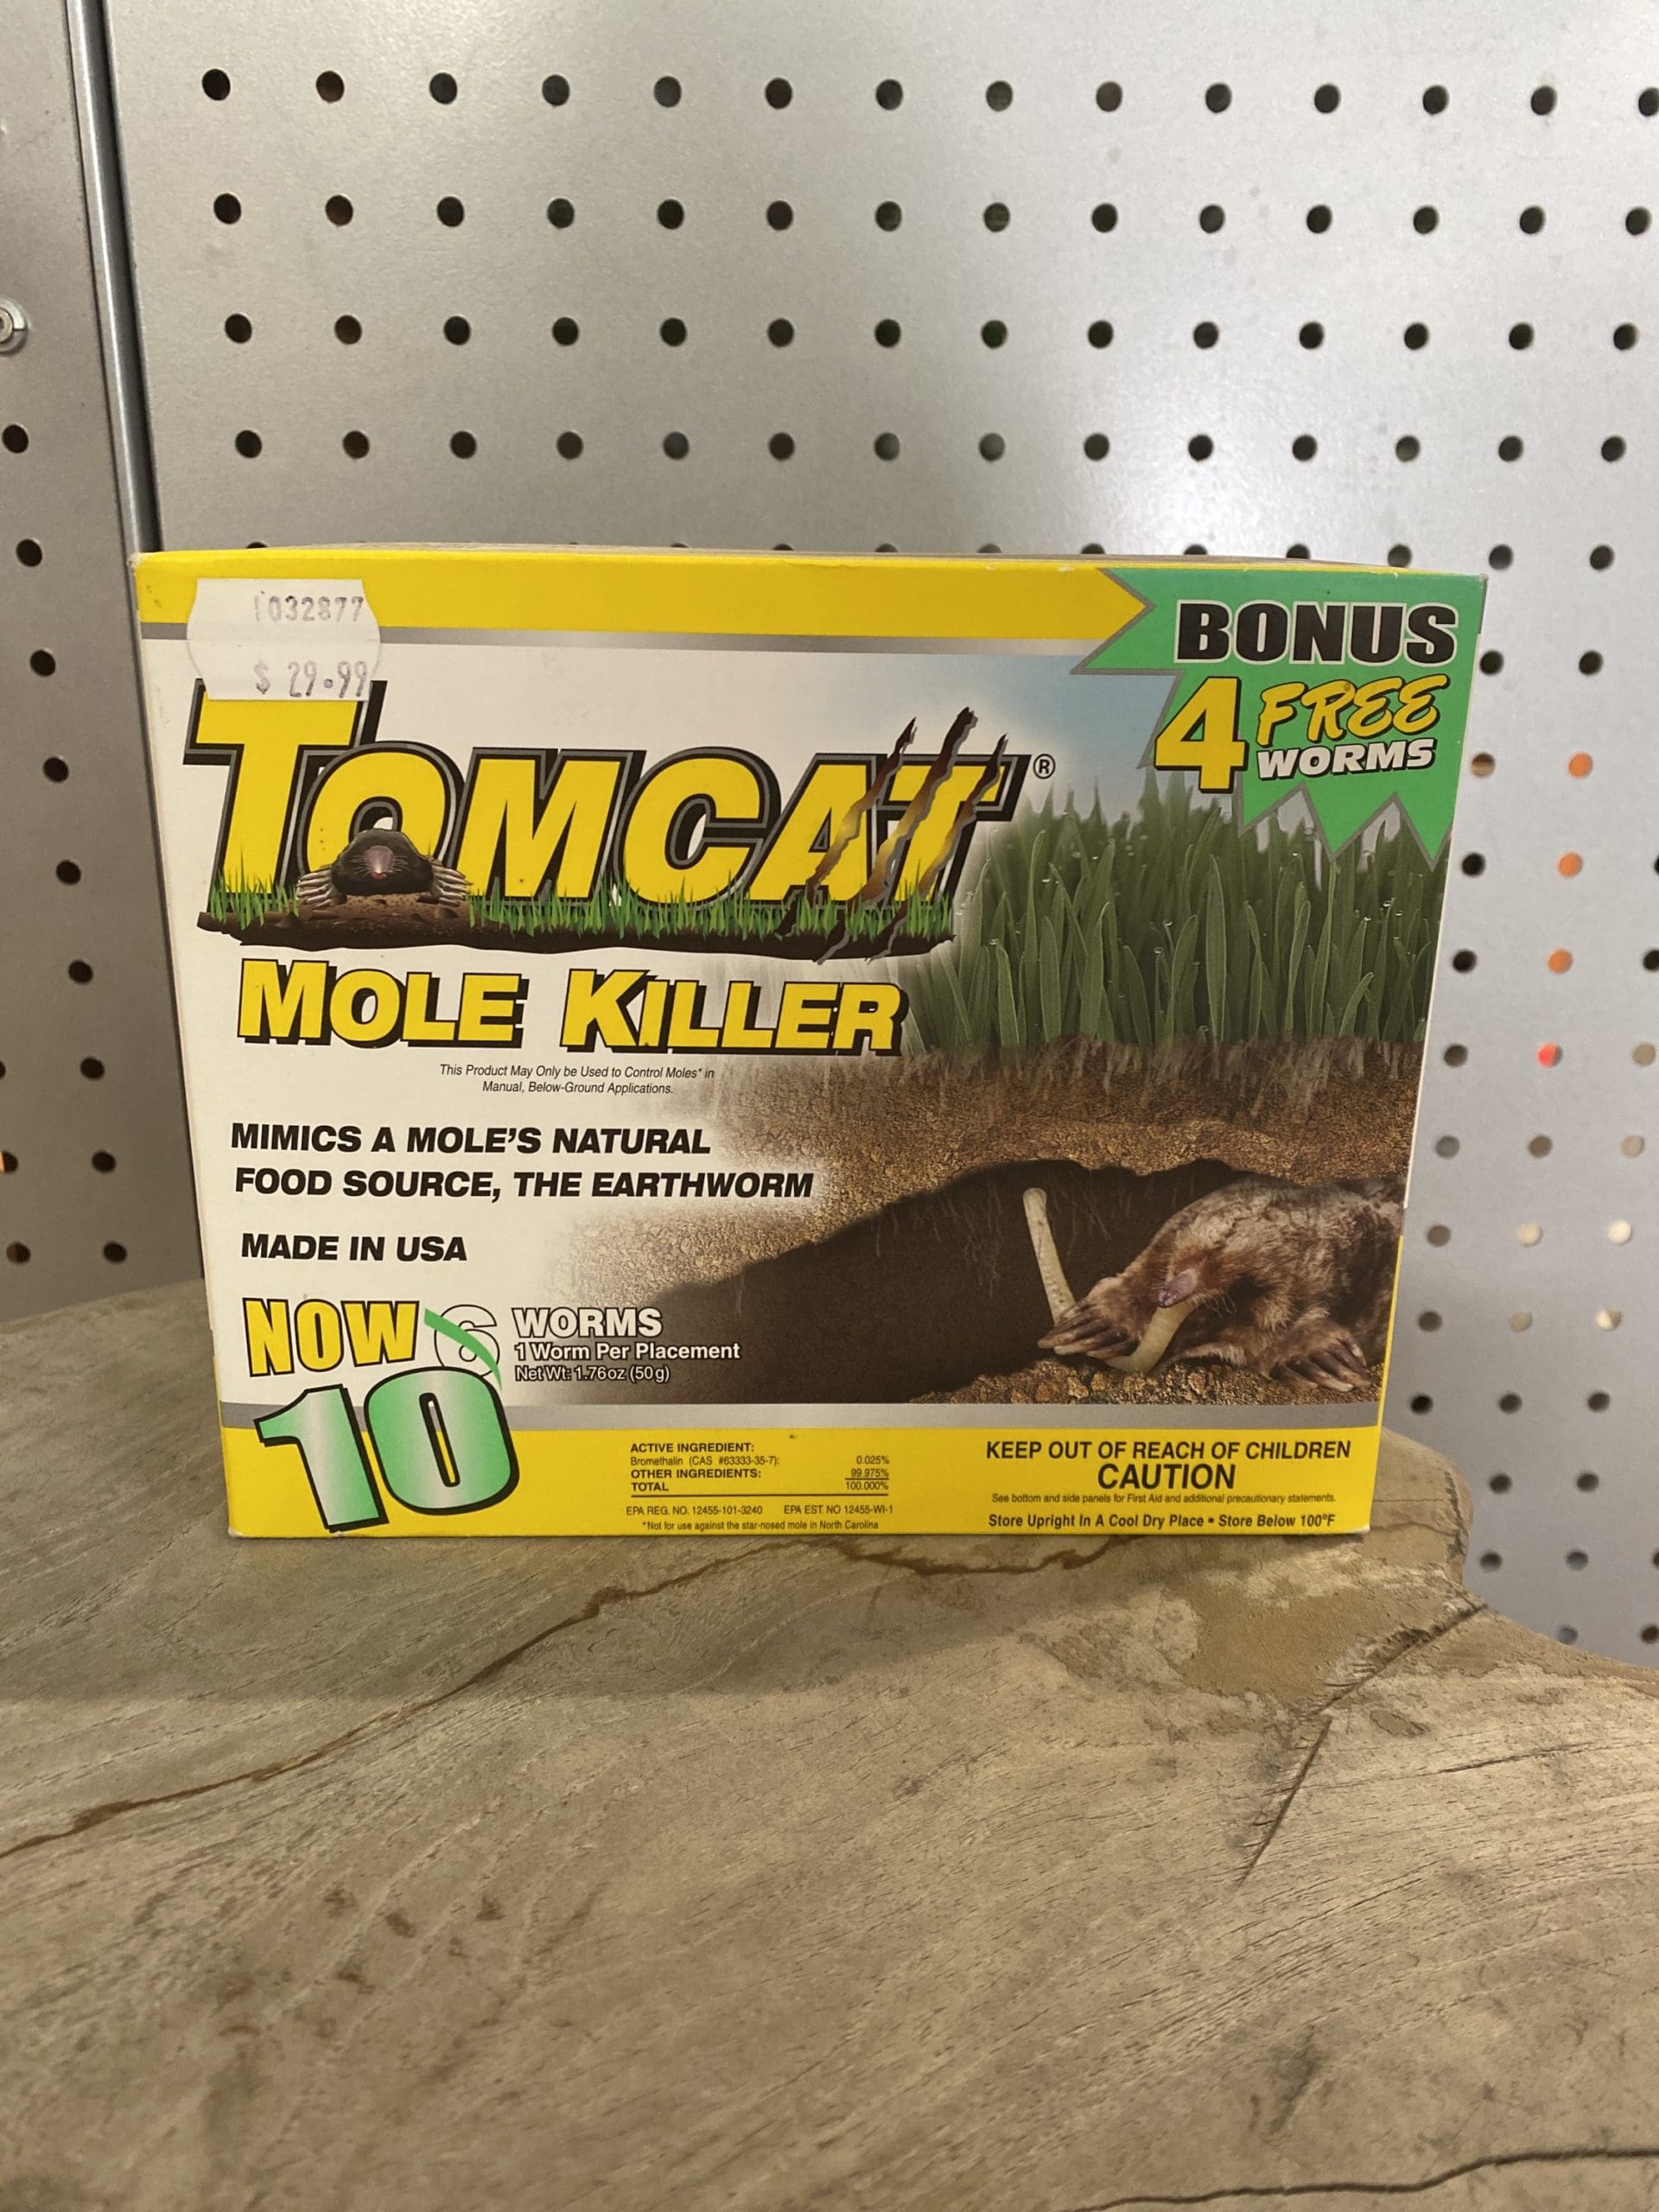 1032877
$ 29.99
BONUS
4 FREE
WORMS
TOMCAT®
MOLE KILLER
This Product May Only be Used to Control Moles* in
Manual, Below-Ground Applications.
MIMICS A MOLE'S NATURAL
FOOD SOURCE, THE EARTHWORM
MADE IN USA
NOW 6 WORMS
1 Worm Per Placement
Net Wt: 1.76oz (50g)
10
ACTIVE INGREDIENT:
Bromethalin (CAS #63333-35-7): 0.025%
OTHER INGREDIENTS: 99.975%
TOTAL 100.000%
EPA REG. NO. 12455-101-3240 EPA EST. NO 12455-WI-1
*Not for use against the star-nosed mole in North Carolina
KEEP OUT OF REACH OF CHILDREN
CAUTION
See bottom and side panels for First Aid and additional precautionary statements.
Store Upright In A Cool Dry Place • Store Below 100°F